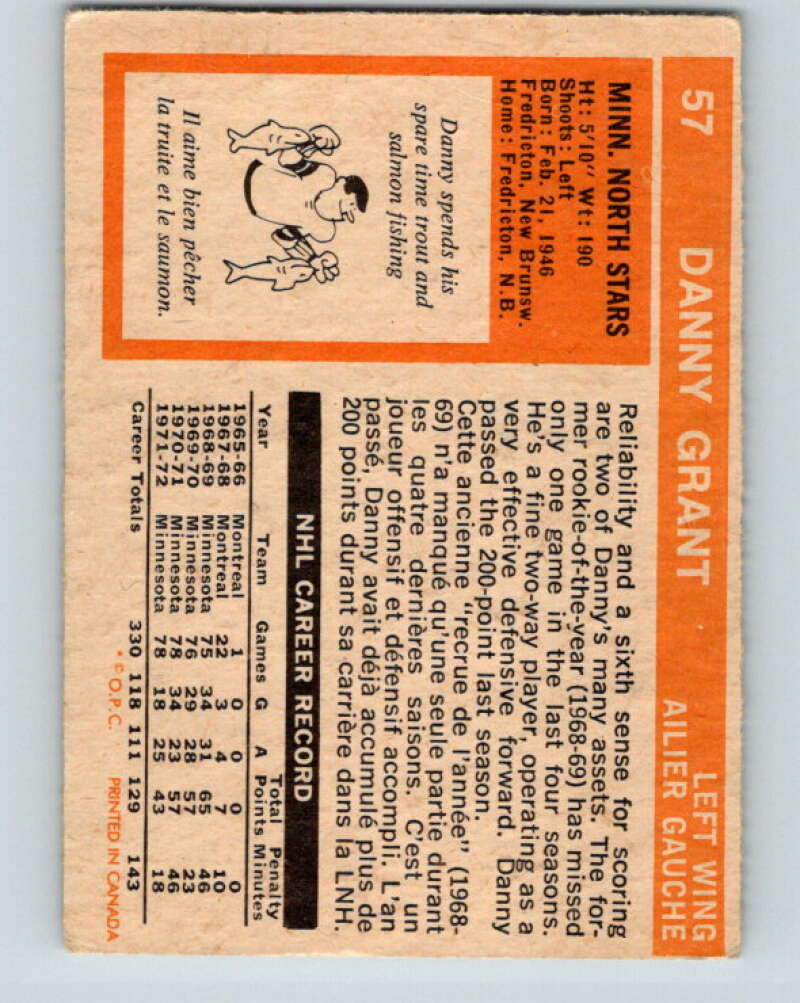 57 DANNY GRANT LEFT WING
AILIER GAUCHE
MINN. NORTH STARS
Ht: 5'10" Wt: 190
Shoots: Left
Born: Feb. 21, 1946
Fredricton, New Brunsw.
Home: Fredricton, N.B.
Danny spends his
spare time trout and
salmon fishing
Il aime bien pêcher
la truite et le saumon.
Reliability and a sixth sense for scoring
are two of Danny's many assets. The for-
mer rookie-of-the-year (1968-69) has missed
only one game in the last four seasons.
He's a fine two-way player, operating as a
very effective defensive forward. Danny
passed the 200-point last season.
Cette ancienne "recrue de l'année" (1968-
69) n'a manqué qu'une seule partie durant
les quatre dernières saisons. C'est un
joueur offensif et défensif accompli. L'an
passé, Danny avait déjà accumulé plus de
200 points durant sa carrière dans la LNH.
NHL CAREER RECORD
Total Penalty
Year Team Games G A Points Minutes
1965-66 Montreal 1 0 0 0 0
1967-68 Montreal 22 3 4 7 10
1968-69 Minnesota 75 34 31 65 46
1969-70 Minnesota 76 29 28 57 23
1970-71 Minnesota 78 34 23 57 46
1971-72 Minnesota 78 18 25 43 18
Career Totals 330 118 111 129 143
* © O.P.C. PRINTED IN CANADA